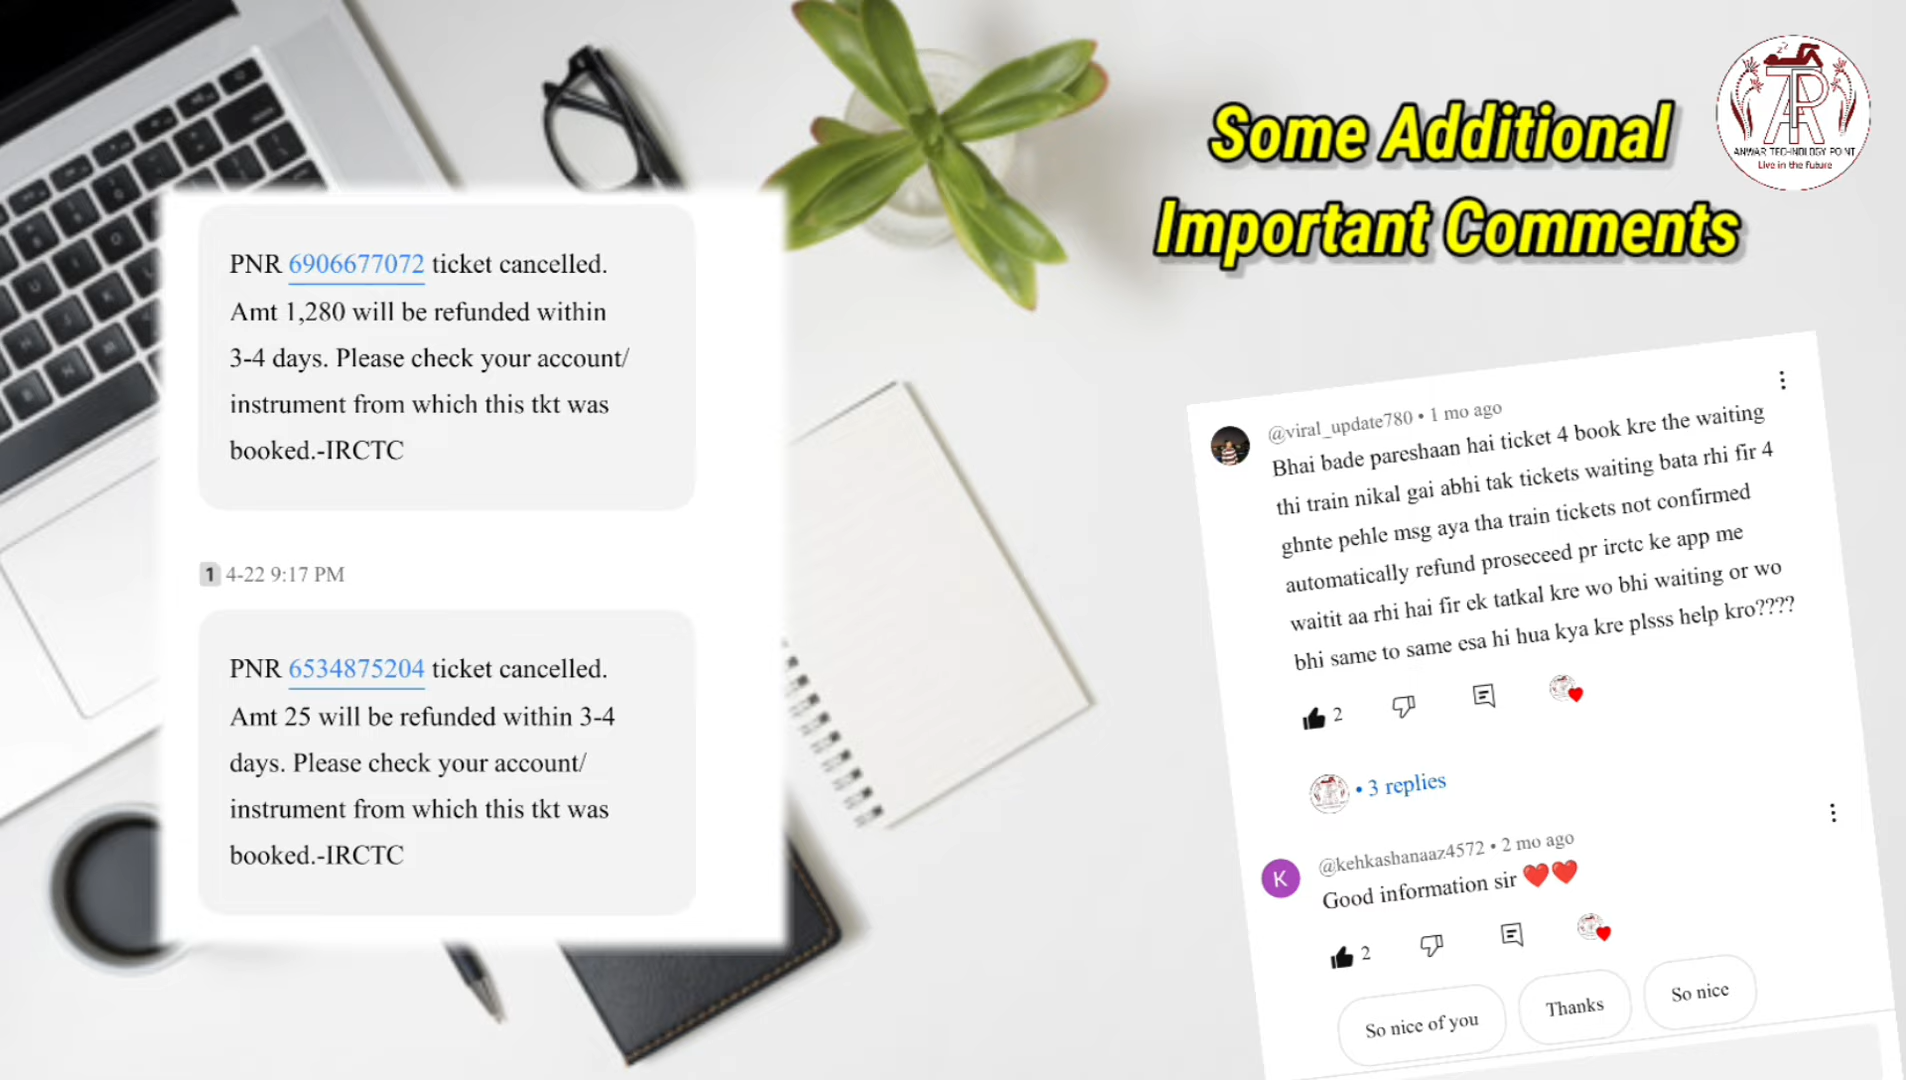 Some Additional
Important Comments
ANWAR TECHNOLOGY POINT
Live in the future
PNR 6906677072 ticket cancelled.
Amt 1,280 will be refunded within
3-4 days. Please check your account/
instrument from which this tkt was
booked.-IRCTC
1 4-22 9:17 PM
PNR 6534875204 ticket cancelled.
Amt 25 will be refunded within 3-4
days. Please check your account/
instrument from which this tkt was
booked.-IRCTC
@viral_update780 • 1 mo ago
Bhai bade pareshaan hai ticket 4 book kre the waiting
thi train nikal gai abhi tak tickets waiting bata rhi fir 4
ghnte pehle msg aya tha train tickets not confirmed
automatically refund proseceed pr irctc ke app me
waitit aa rhi hai fir ek tatkal kre wo bhi waiting or wo
bhi same to same esa hi hua kya kre plsss help kro????
2
• 3 replies
K
@kehkashanaaz4572 • 2 mo ago
Good information sir ❤️❤️
2
So nice of you
Thanks
So nice